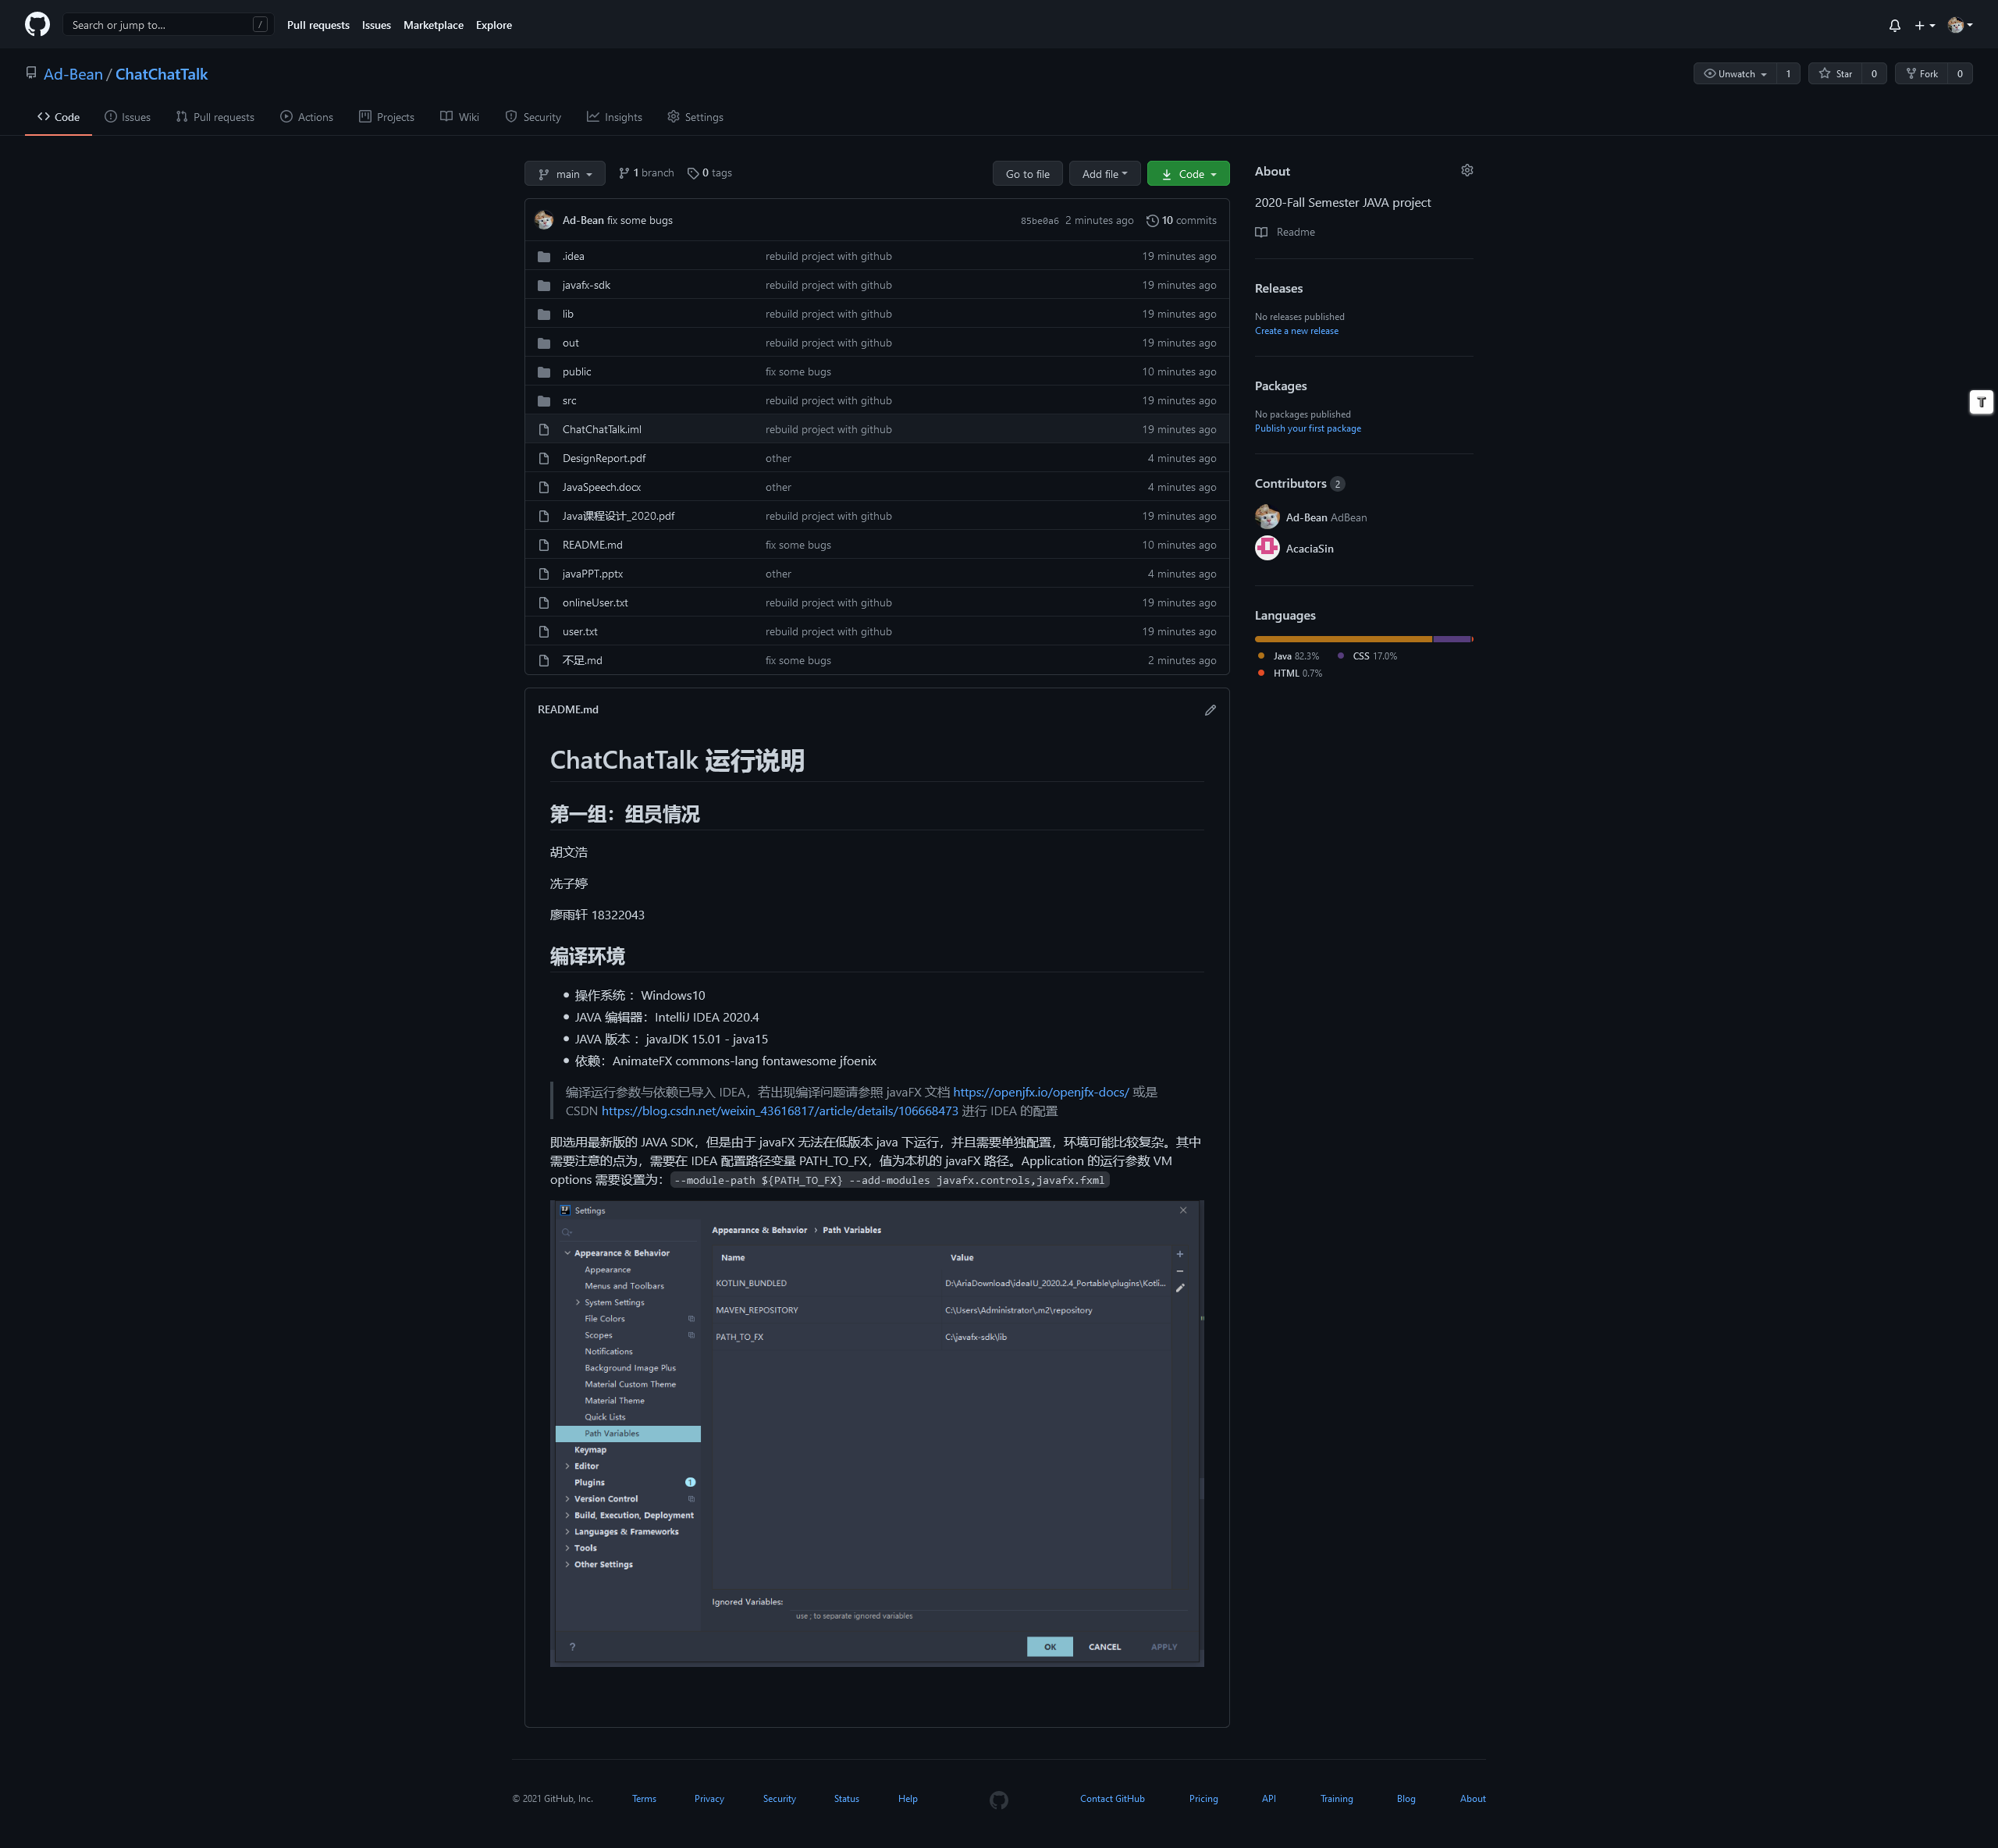 Search or jump to...
/
Pull requests
Issues
Marketplace
Explore
Ad-Bean / ChatChatTalk
Unwatch 1
Star 0
Fork 0
Code
Issues
Pull requests
Actions
Projects
Wiki
Security
Insights
Settings
main
1 branch
0 tags
Go to file
Add file
Code
Ad-Bean fix some bugs 85be0a6 2 minutes ago 10 commits
.idea rebuild project with github 19 minutes ago
javafx-sdk rebuild project with github 19 minutes ago
lib rebuild project with github 19 minutes ago
out rebuild project with github 19 minutes ago
public fix some bugs 10 minutes ago
src rebuild project with github 19 minutes ago
ChatChatTalk.iml rebuild project with github 19 minutes ago
DesignReport.pdf other 4 minutes ago
JavaSpeech.docx other 4 minutes ago
Java课程设计_2020.pdf rebuild project with github 19 minutes ago
README.md fix some bugs 10 minutes ago
javaPPT.pptx other 4 minutes ago
onlineUser.txt rebuild project with github 19 minutes ago
user.txt rebuild project with github 19 minutes ago
不足.md fix some bugs 2 minutes ago
About
2020-Fall Semester JAVA project
Readme
Releases
No releases published
Create a new release
Packages
No packages published
Publish your first package
Contributors 2
Ad-Bean AdBean
AcaciaSin
Languages
Java 82.3% CSS 17.0%
HTML 0.7%
T
README.md
ChatChatTalk 运行说明
第一组：组员情况
胡文浩
冼子婷
廖雨轩 18322043
编译环境
操作系统 ：Windows10
JAVA 编辑器：IntelliJ IDEA 2020.4
JAVA 版本 ：javaJDK 15.01 - java15
依赖：AnimateFX commons-lang fontawesome jfoenix
编译运行参数与依赖已导入 IDEA，若出现编译问题请参照 javaFX 文档 https://openjfx.io/openjfx-docs/ 或是
CSDN https://blog.csdn.net/weixin_43616817/article/details/106668473 进行 IDEA 的配置
即选用最新版的 JAVA SDK，但是由于 javaFX 无法在低版本 java 下运行，并且需要单独配置，环境可能比较复杂。其中
需要注意的点为，需要在 IDEA 配置路径变量 PATH_TO_FX，值为本机的 javaFX 路径。Application 的运行参数 VM
options 需要设置为：--module-path ${PATH_TO_FX} --add-modules javafx.controls,javafx.fxml
Settings
Appearance & Behavior
Appearance
Menus and Toolbars
System Settings
File Colors
Scopes
Notifications
Background Image Plus
Material Custom Theme
Material Theme
Quick Lists
Path Variables
Keymap
Editor
Plugins 1
Version Control
Build, Execution, Deployment
Languages & Frameworks
Tools
Other Settings
?
Appearance & Behavior › Path Variables
Name Value
KOTLIN_BUNDLED D:\AriaDownload\ideaIU_2020.2.4_Portable\plugins\Kotli...
MAVEN_REPOSITORY C:\Users\Administrator\.m2\repository
PATH_TO_FX C:\javafx-sdk\lib
Ignored Variables:
use ; to separate ignored variables
OK CANCEL APPLY
© 2021 GitHub, Inc.
Terms
Privacy
Security
Status
Help
Contact GitHub
Pricing
API
Training
Blog
About